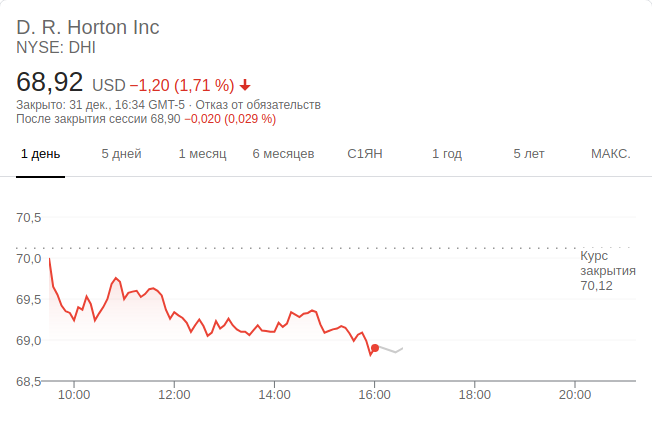 D. R. Horton Inc
NYSE: DHI
68,92 USD −1,20 (1,71 %)
Закрыто: 31 дек., 16:34 GMT-5 · Отказ от обязательств
После закрытия сессии 68,90 −0,020 (0,029 %)
1 день 5 дней 1 месяц 6 месяцев С1ЯН 1 год 5 лет МАКС.
70,5
70,0
Курс
закрытия
70,12
69,5
69,0
68,5
10:00 12:00 14:00 16:00 18:00 20:00